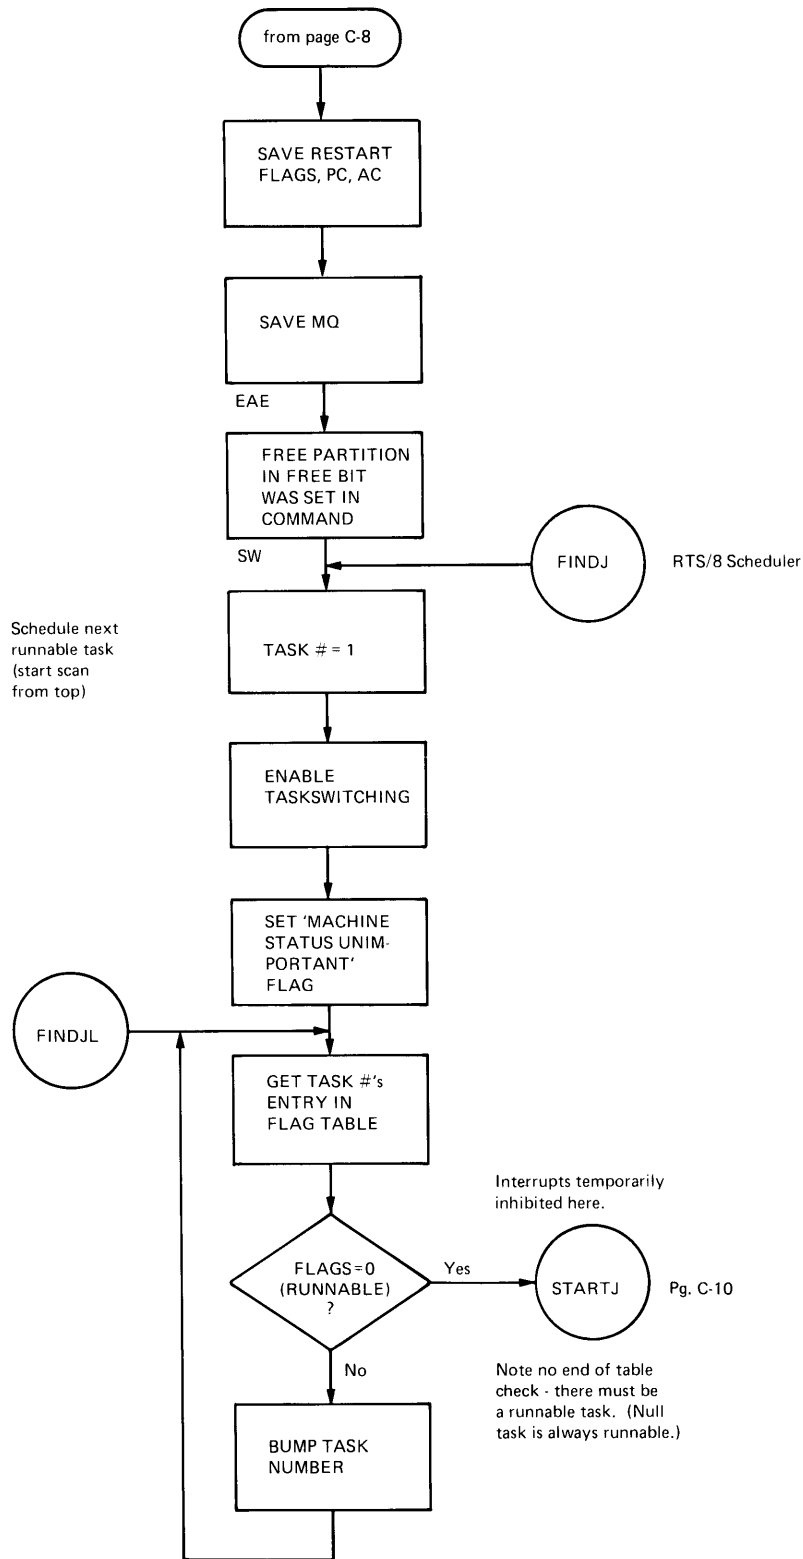 from page C-8
SAVE RESTART
FLAGS, PC, AC
SAVE MQ
EAE
FREE PARTITION
IN FREE BIT
WAS SET IN
COMMAND
SW
FINDJ
RTS/8 Scheduler
Schedule next
runnable task
(start scan
from top)
TASK # = 1
ENABLE
TASKSWITCHING
SET 'MACHINE
STATUS UNIM-
PORTANT'
FLAG
FINDJL
GET TASK #'s
ENTRY IN
FLAG TABLE
Interrupts temporarily
inhibited here.
FLAGS=0
(RUNNABLE)
?
Yes
STARTJ
Pg. C-10
No
Note no end of table
check - there must be
a runnable task. (Null
task is always runnable.)
BUMP TASK
NUMBER